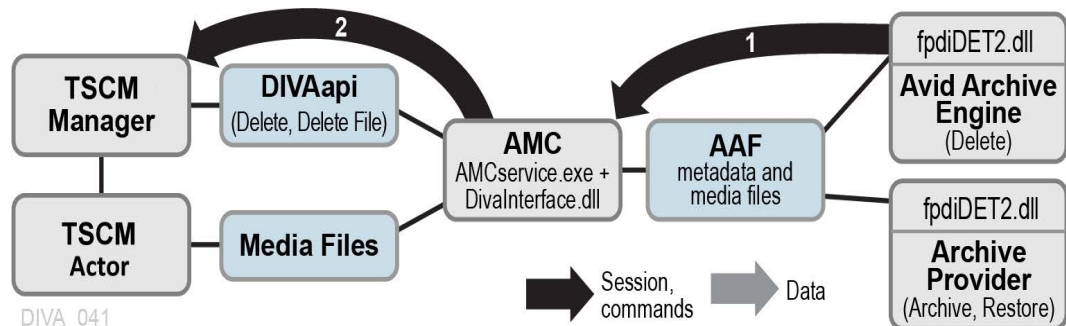 2
1
TSCM
Manager
DIVAapi
(Delete, Delete File)
AMC
AMCservice.exe +
DivaInterface.dll
AAF
metadata and
media files
fpdiDET2.dll
Avid Archive
Engine
(Delete)
TSCM
Actor
Media Files
fpdiDET2.dll
Archive
Provider
(Archive, Restore)
Session,
commands
Data
DIVA_041